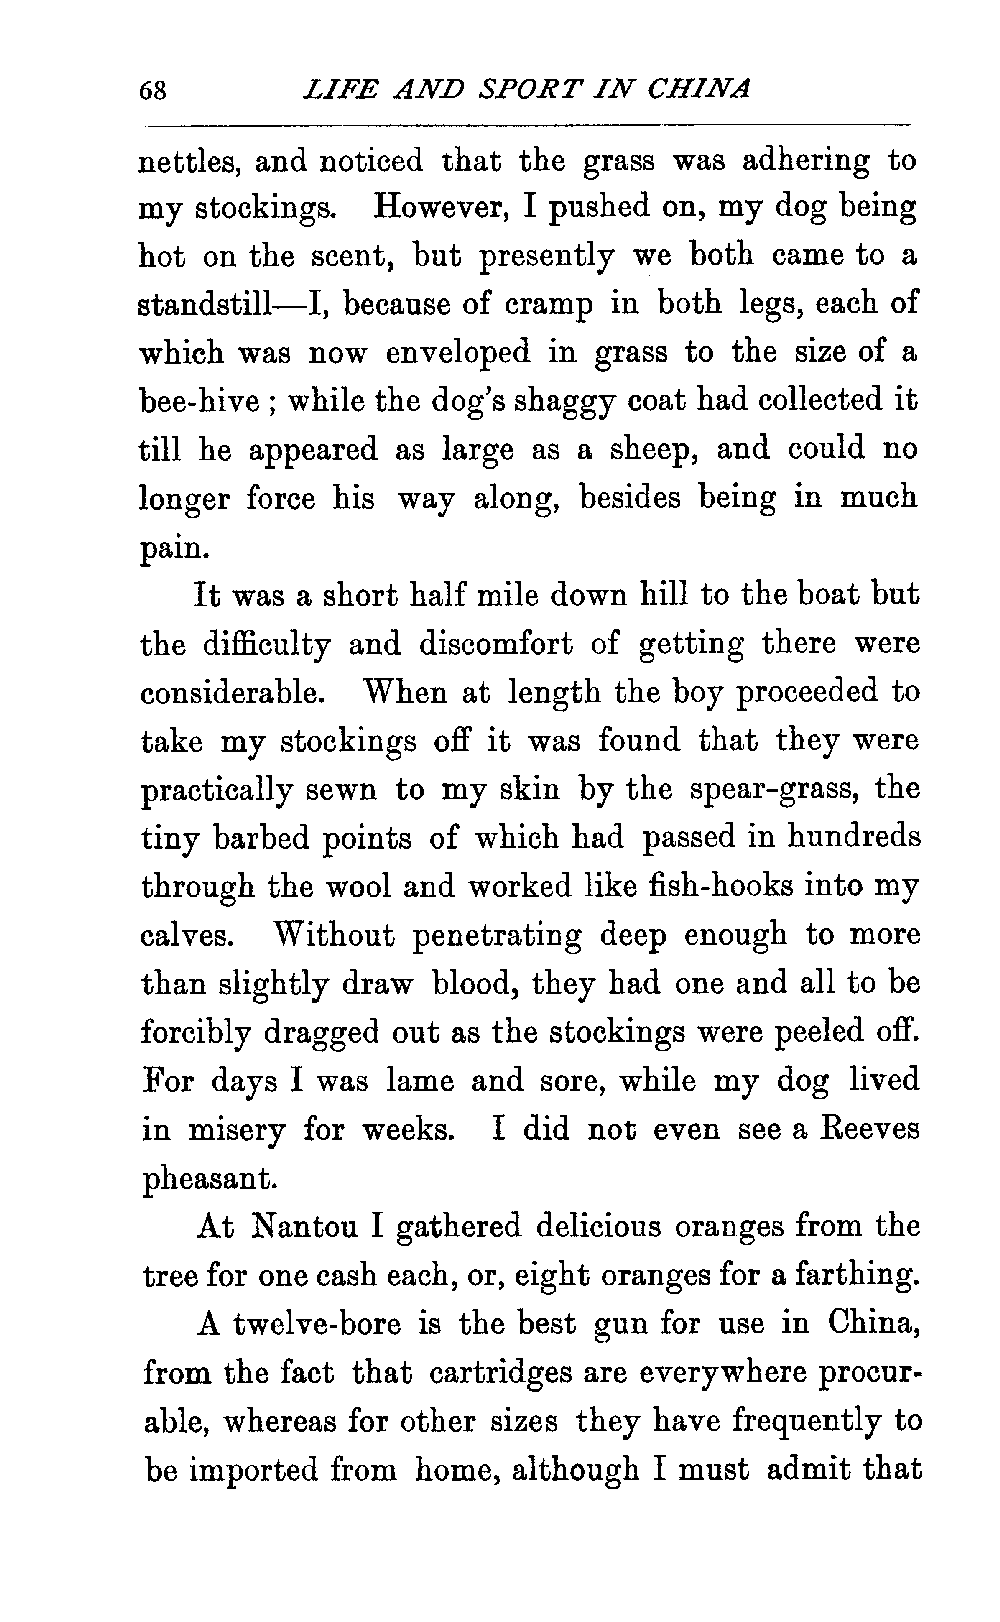 68 LIFE AND SPORT IN CHINA
nettles, and noticed that the grass was adhering to
my stockings. However, I pushed on, my dog being
hot on the scent, but presently we both came to a
standstill—I, because of cramp in both legs, each of
which was now enveloped in grass to the size of a
bee-hive ; while the dog's shaggy coat had collected it
till he appeared as large as a sheep, and could no
longer force his way along, besides being in much
pain.
It was a short half mile down hill to the boat but
the difficulty and discomfort of getting there were
considerable. When at length the boy proceeded to
take my stockings off it was found that they were
practically sewn to my skin by the spear-grass, the
tiny barbed points of which had passed in hundreds
through the wool and worked like fish-hooks into my
calves. Without penetrating deep enough to more
than slightly draw blood, they had one and all to be
forcibly dragged out as the stockings were peeled off.
For days I was lame and sore, while my dog lived
in misery for weeks. I did not even see a Reeves
pheasant.
At Nantou I gathered delicious oranges from the
tree for one cash each, or, eight oranges for a farthing.
A twelve-bore is the best gun for use in China,
from the fact that cartridges are everywhere procur-
able, whereas for other sizes they have frequently to
be imported from home, although I must admit that